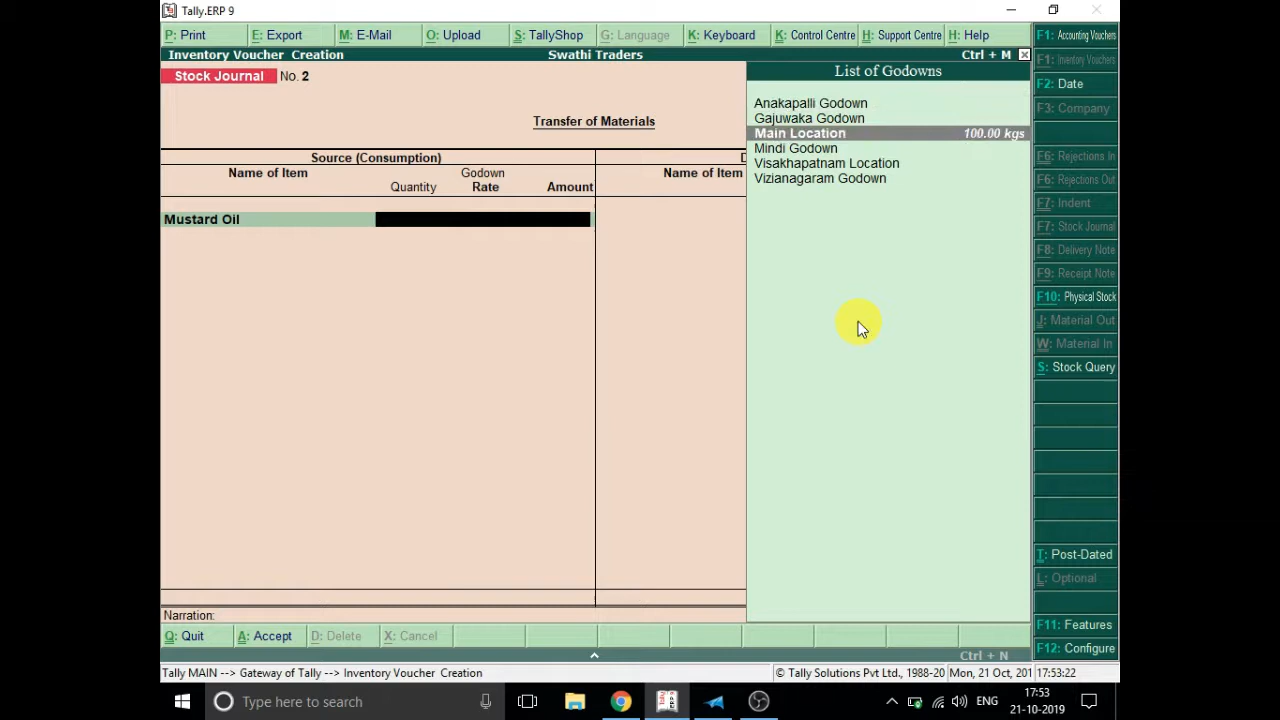 Tally.ERP 9
P: Print E: Export M: E-Mail O: Upload S: TallyShop G: Language K: Keyboard K: Control Centre H: Support Centre H: Help
Inventory Voucher Creation Swathi Traders Ctrl + M
Stock Journal No. 2
Transfer of Materials
Source (Consumption) D
Name of Item Godown Name of Item
Quantity Rate Amount
Mustard Oil
Narration:
List of Godowns
Anakapalli Godown
Gajuwaka Godown
Main Location 100.00 kgs
Mindi Godown
Visakhapatnam Location
Vizianagaram Godown
F1: Accounting Vouchers
F1: Inventory Vouchers
F2: Date
F3: Company
F6: Rejections In
F6: Rejections Out
F7: Indent
F7: Stock Journal
F8: Delivery Note
F9: Receipt Note
F10: Physical Stock
J: Material Out
W: Material In
S: Stock Query
T: Post-Dated
L: Optional
F11: Features
F12: Configure
Q: Quit A: Accept D: Delete X: Cancel
Ctrl + N
Tally MAIN --> Gateway of Tally --> Inventory Voucher Creation © Tally Solutions Pvt Ltd., 1988-20 Mon, 21 Oct, 201 17:53:22
Type here to search ENG 17:53
21-10-2019